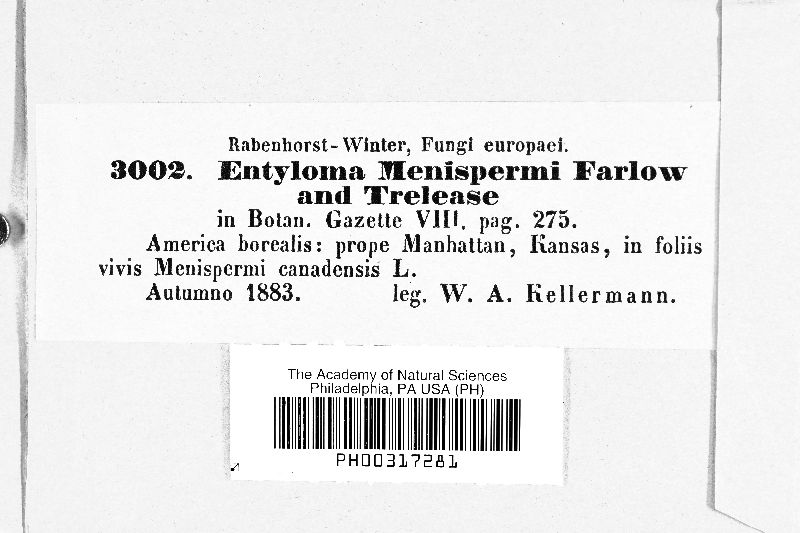 Rabenhorst-Winter, Fungi europaei.
3002. Entyloma Menispermi Farlow
and Trelease
in Botan. Gazette VIII. pag. 275.
America borealis: prope Manhattan, Kansas, in foliis
vivis Menispermi canadensis L.
Autumno 1883. leg. W. A. Kellermann.
The Academy of Natural Sciences
Philadelphia, PA USA (PH)
PH00317281